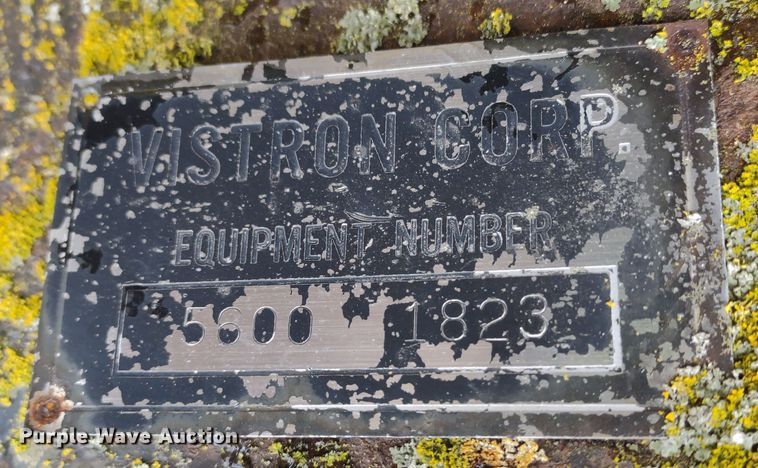 VISTRON CORP.
EQUIPMENT NUMBER
5600 1823
Purple Wave Auction